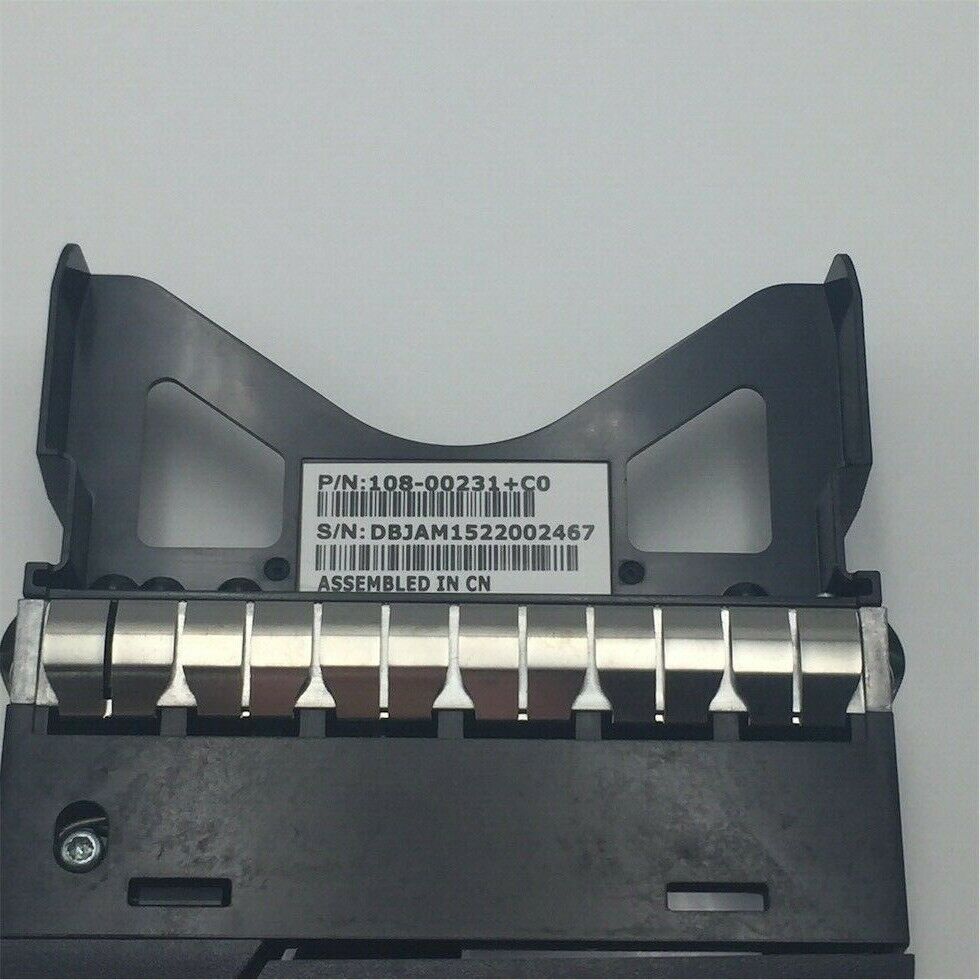 P/N:108-00231+C0
S/N: DBJAM1522002467
ASSEMBLED IN CN